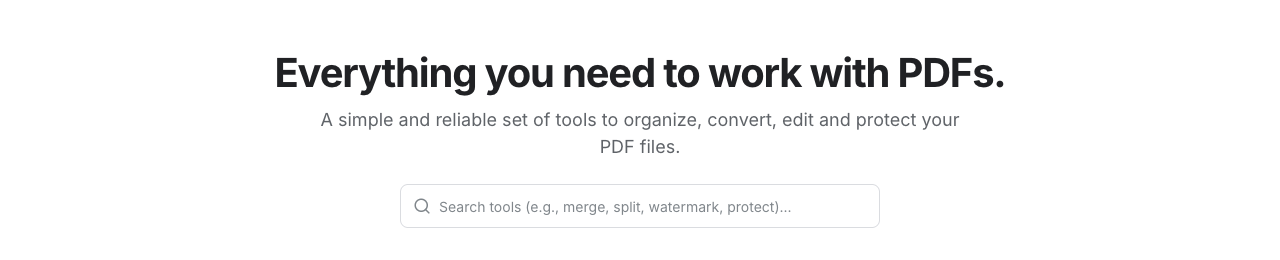 Everything you need to work with PDFs.
A simple and reliable set of tools to organize, convert, edit and protect your
PDF files.
Search tools (e.g., merge, split, watermark, protect)...